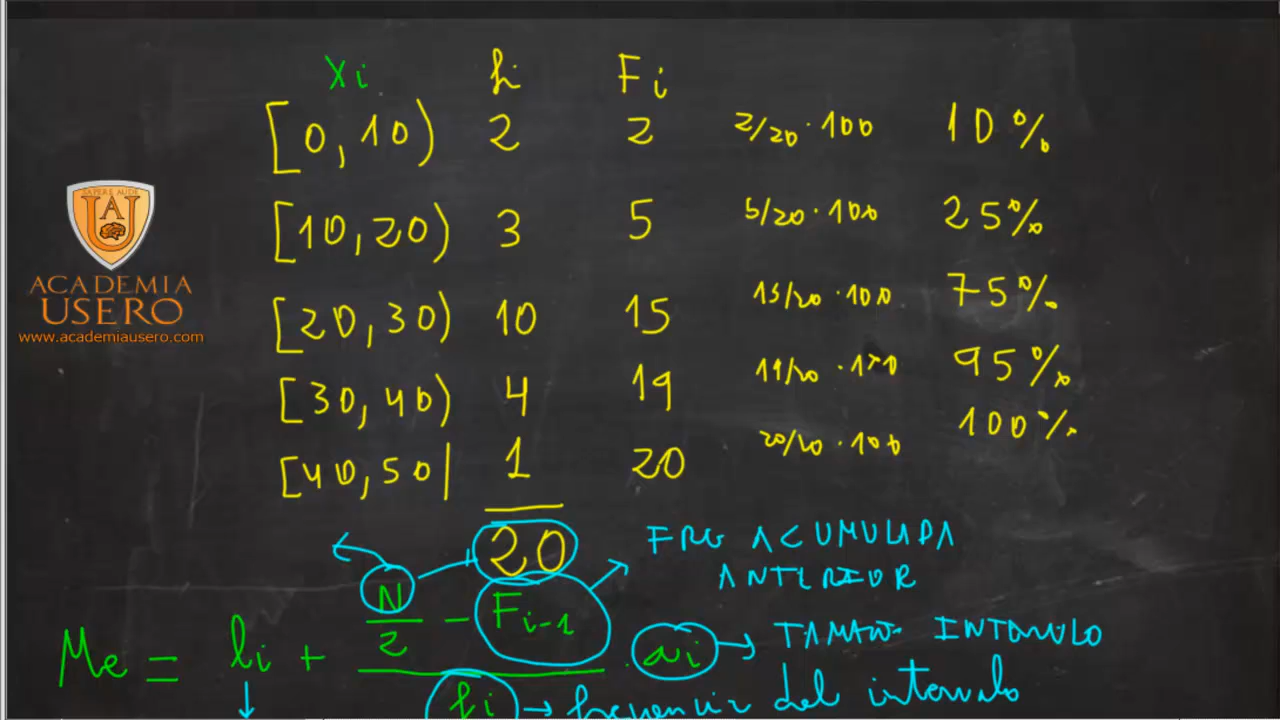 xi fi Fi
[0, 10) 2 2 2/20 · 100 10%
[10, 20) 3 5 5/20 · 100 25%
[20, 30) 10 15 15/20 · 100 75%
[30, 40) 4 19 19/20 · 100 95%
[40, 50] 1 20 20/20 · 100 100%
20
SAPERE AUDE
UA
ACADEMIA
USERO
www.academiausero.com
FRE ACUMULADA
ANTERIOR
Me = li + N/2 - Fi-1 / fi · ai
TAMAÑO INTERVALO
frecuencia del intervalo